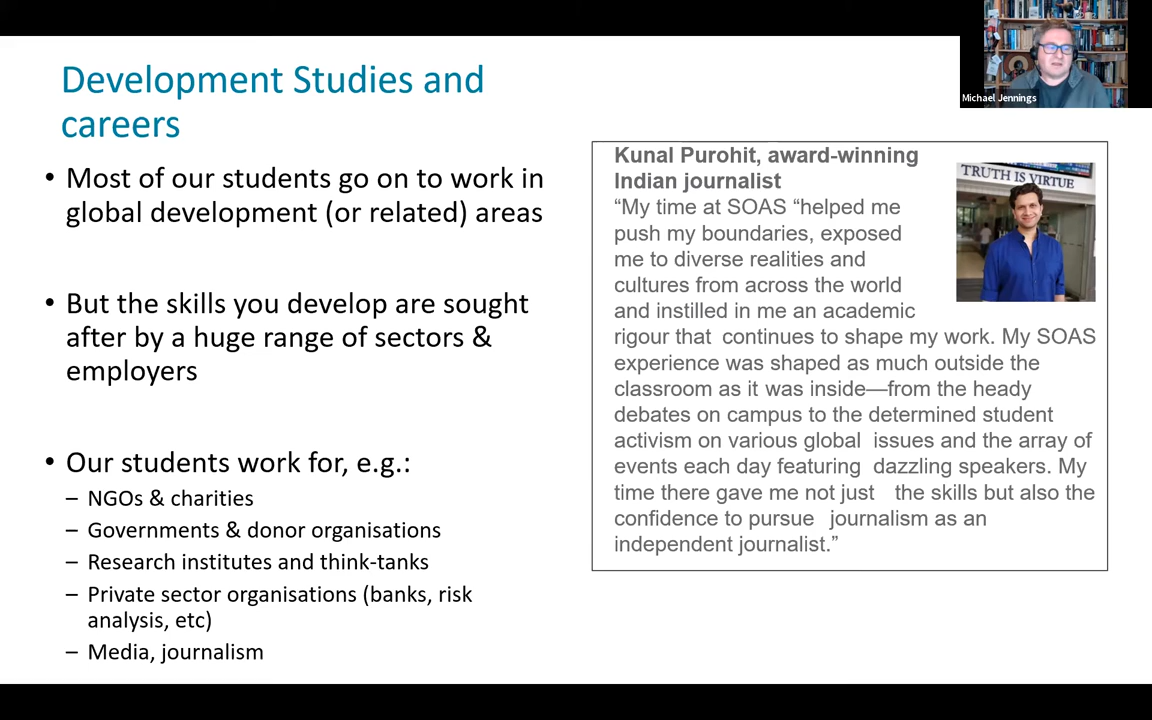 Development Studies and
careers
• Most of our students go on to work in
global development (or related) areas
• But the skills you develop are sought
after by a huge range of sectors &
employers
• Our students work for, e.g.:
– NGOs & charities
– Governments & donor organisations
– Research institutes and think-tanks
– Private sector organisations (banks, risk
analysis, etc)
– Media, journalism
Kunal Purohit, award-winning
Indian journalist
“My time at SOAS “helped me
push my boundaries, exposed
me to diverse realities and
cultures from across the world
and instilled in me an academic
rigour that continues to shape my work. My SOAS
experience was shaped as much outside the
classroom as it was inside—from the heady
debates on campus to the determined student
activism on various global issues and the array of
events each day featuring dazzling speakers. My
time there gave me not just the skills but also the
confidence to pursue journalism as an
independent journalist.”
TRUTH IS VIRTUE
Michael Jennings